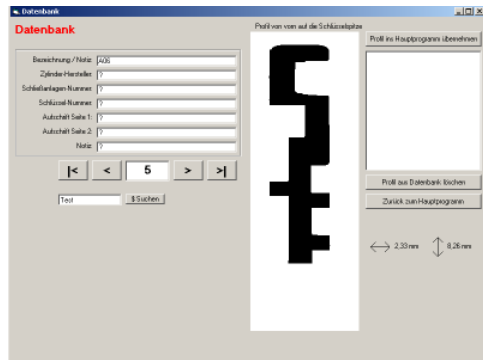 Datenbank
Datenbank
Profil von vorn auf die Schlüsselspitze
Profil ins Hauptprogramm übernehmen
Bezeichnung / Notiz: A06
Zylinder-Hersteller: ?
Schließanlagen-Nummer: ?
Schlüssel-Nummer: ?
Aufschrift Seite 1: ?
Aufschrift Seite 2: ?
Notiz: ?
|< < 5 > >|
Test Suchen
Profil aus Datenbank löschen
Zurück zum Hauptprogramm
2,33 mm 8,26 mm